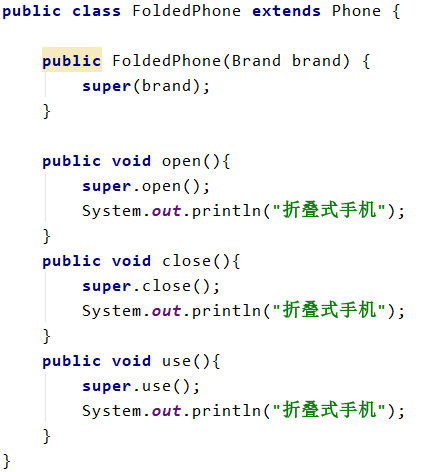 public class FoldedPhone extends Phone {
    public FoldedPhone(Brand brand) {
        super(brand);
    }
    public void open(){
        super.open();
        System.out.println("折叠式手机");
    }
    public void close(){
        super.close();
        System.out.println("折叠式手机");
    }
    public void use(){
        super.use();
        System.out.println("折叠式手机");
    }
}